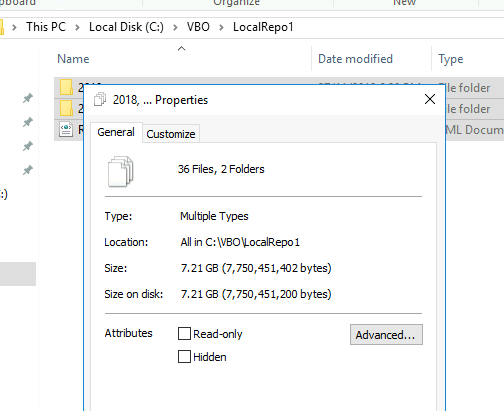 Organize
New
This PC > Local Disk (C:) > VBO > LocalRepo1
Name
Date modified
Type
File folder
2018, ... Properties
File folder
General
Customize
36 Files, 2 Folders
Type:
Multiple Types
Location:
All in C:\VBO\LocalRepo1
Size:
7.21 GB (7,750,451,402 bytes)
Size on disk:
7.21 GB (7,750,451,200 bytes)
Attributes
Read-only
Advanced...
Hidden